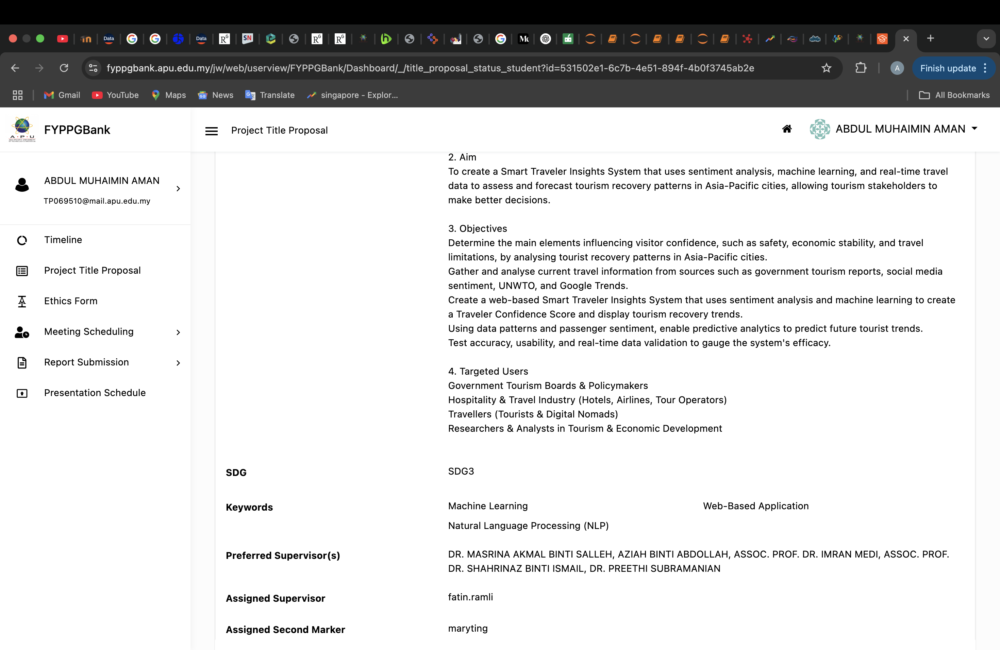 Data
Data
SN
fyppgbank.apu.edu.my/jw/web/userview/FYPPGBank/Dashboard/_/title_proposal_status_student?id=531502e1-6c7b-4e51-894f-4b0f3745ab2e
A
Finish update
Gmail
YouTube
Maps
News
Translate
singapore - Explor...
All Bookmarks
A·P·U
FYPPGBank
Project Title Proposal
ABDUL MUHAIMIN AMAN
ABDUL MUHAIMIN AMAN
TP069510@mail.apu.edu.my
Timeline
Project Title Proposal
Ethics Form
Meeting Scheduling
Report Submission
Presentation Schedule
2. Aim
To create a Smart Traveler Insights System that uses sentiment analysis, machine learning, and real-time travel
data to assess and forecast tourism recovery patterns in Asia-Pacific cities, allowing tourism stakeholders to
make better decisions.
3. Objectives
Determine the main elements influencing visitor confidence, such as safety, economic stability, and travel
limitations, by analysing tourist recovery patterns in Asia-Pacific cities.
Gather and analyse current travel information from sources such as government tourism reports, social media
sentiment, UNWTO, and Google Trends.
Create a web-based Smart Traveler Insights System that uses sentiment analysis and machine learning to create
a Traveler Confidence Score and display tourism recovery trends.
Using data patterns and passenger sentiment, enable predictive analytics to predict future tourist trends.
Test accuracy, usability, and real-time data validation to gauge the system's efficacy.
4. Targeted Users
Government Tourism Boards & Policymakers
Hospitality & Travel Industry (Hotels, Airlines, Tour Operators)
Travellers (Tourists & Digital Nomads)
Researchers & Analysts in Tourism & Economic Development
SDG
SDG3
Keywords
Machine Learning
Web-Based Application
Natural Language Processing (NLP)
Preferred Supervisor(s)
DR. MASRINA AKMAL BINTI SALLEH, AZIAH BINTI ABDOLLAH, ASSOC. PROF. DR. IMRAN MEDI, ASSOC. PROF.
DR. SHAHRINAZ BINTI ISMAIL, DR. PREETHI SUBRAMANIAN
Assigned Supervisor
fatin.ramli
Assigned Second Marker
maryting